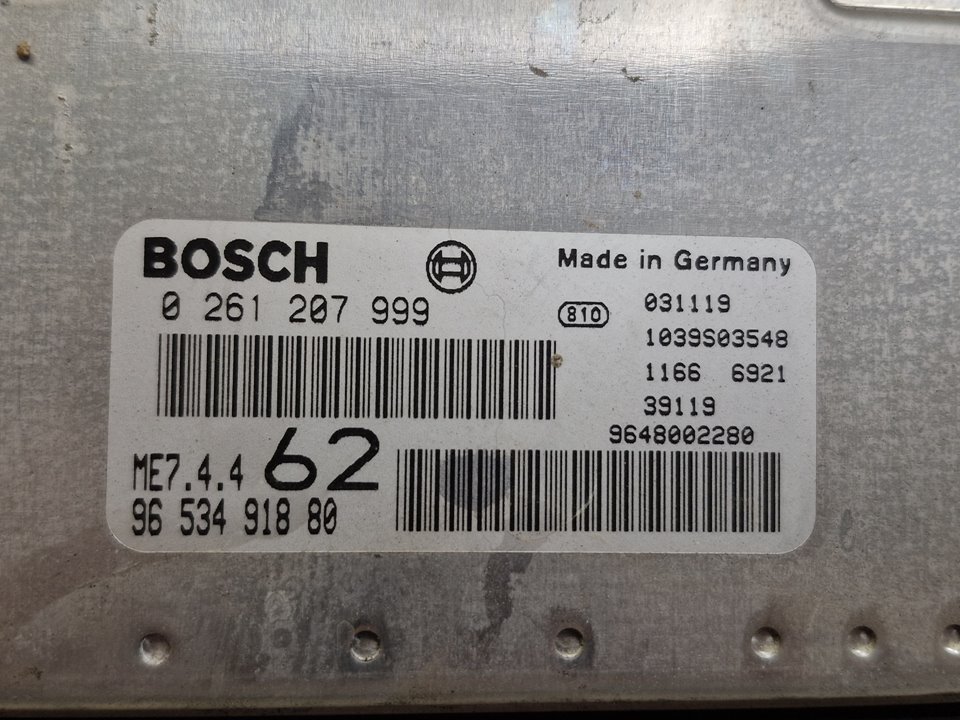 BOSCH
Made in Germany
0 261 207 999
810
031119
1039S03548
1166 6921
39119
9648002280
ME7.4.4 62
96 534 918 80